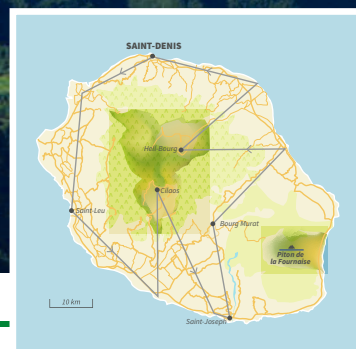 SAINT-DENIS
Hell-Bourg
Cilaos
Saint-Leu
Bourg Murat
Piton de
la Fournaise
10 km
Saint-Joseph